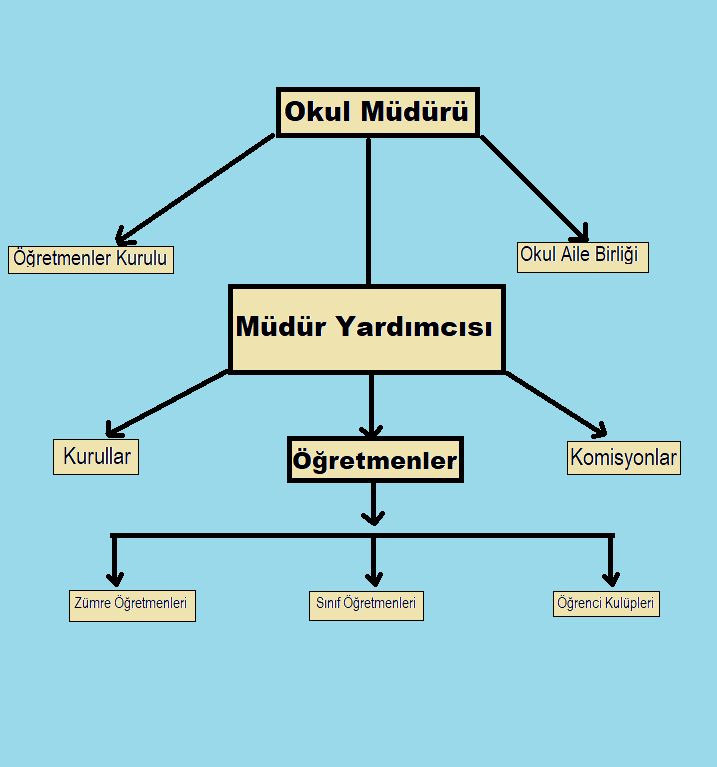 Okul Müdürü
Öğretmenler Kurulu
Okul Aile Birliği
Müdür Yardımcısı
Kurullar
Öğretmenler
Komisyonlar
Zümre Öğretmenleri
Sınıf Öğretmenleri
Öğrenci Kulüpleri